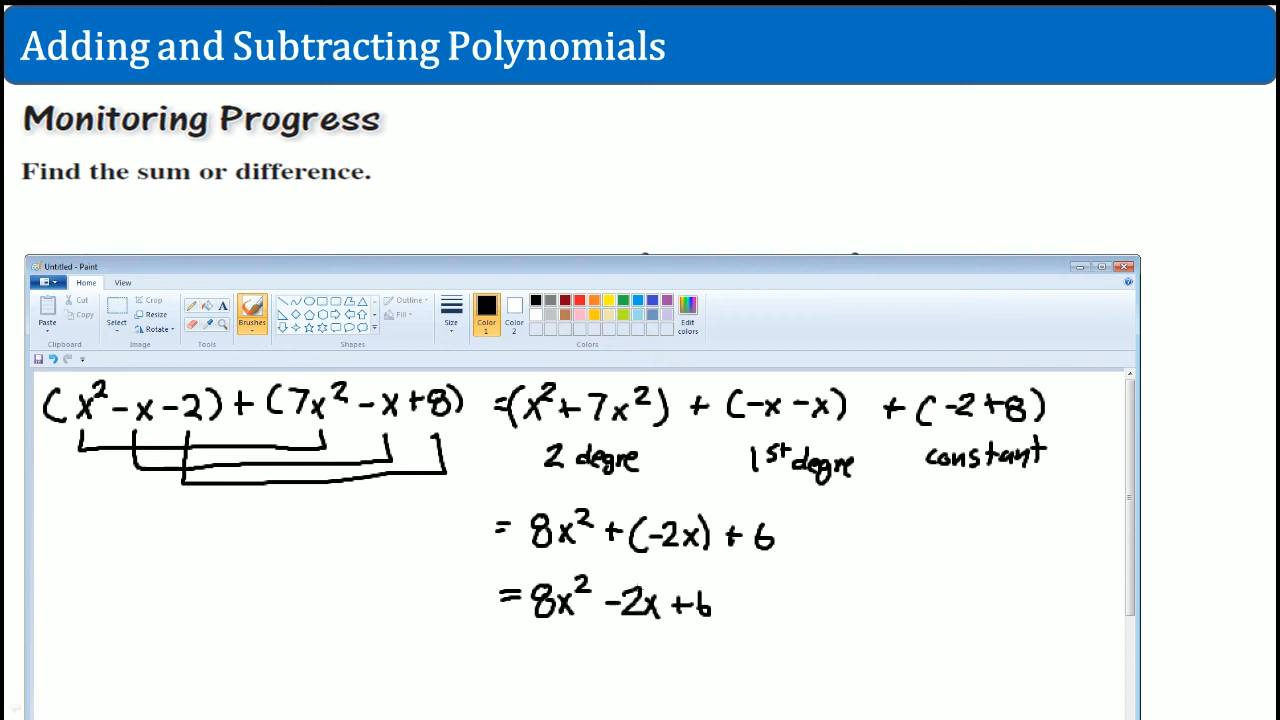 Adding and Subtracting Polynomials
Monitoring Progress
Find the sum or difference.
Untitled - Paint
Home View
Paste Cut Copy Select Crop Resize Rotate A Brushes Outline Fill Size Color 1 Color 2 Edit colors
Clipboard Image Tools Shapes Colors
(x² - x - 2) + (7x² - x + 8) = (x² + 7x²) + (-x - x) + (-2 + 8)
2 degre 1st degre constant
= 8x² + (-2x) + 6
= 8x² - 2x + 6